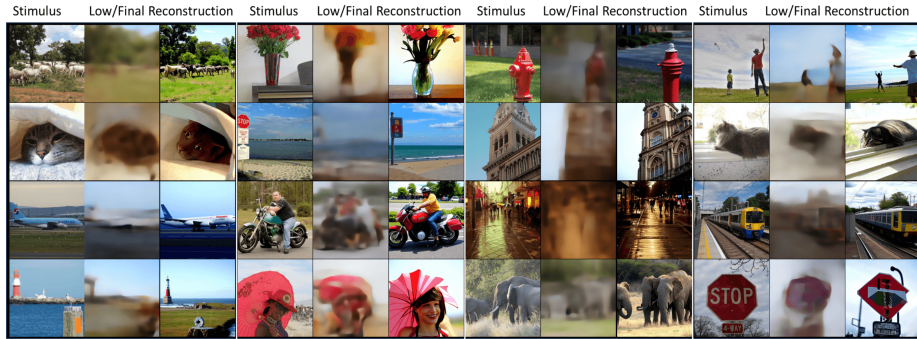 Stimulus Low/Final Reconstruction Stimulus Low/Final Reconstruction Stimulus Low/Final Reconstruction Stimulus Low/Final Reconstruction
STOP
STOP
4-WAY